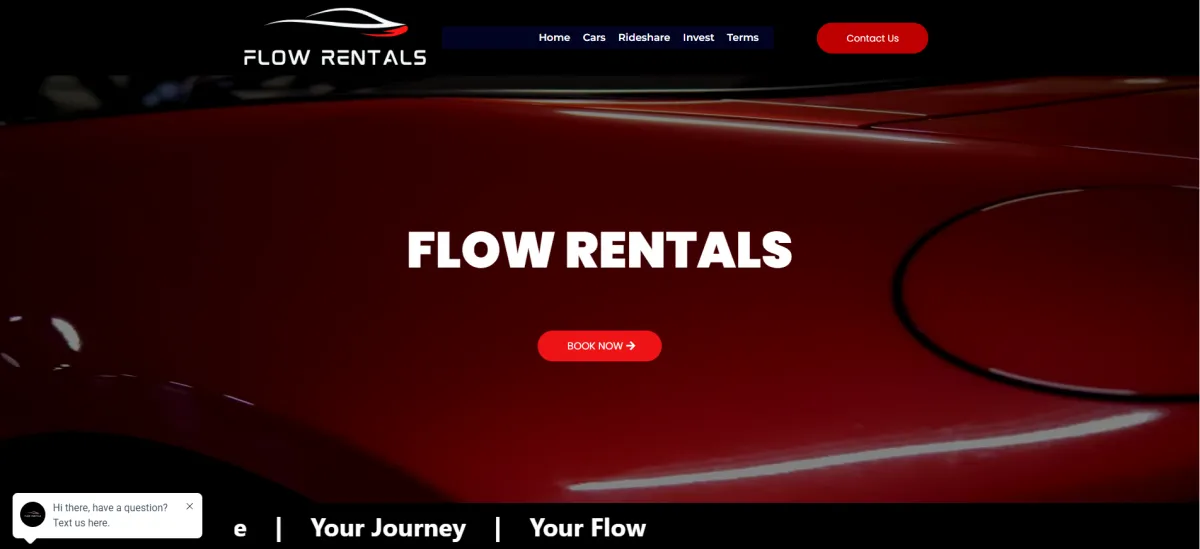 FLOW RENTALS
Home Cars Rideshare Invest Terms
Contact Us
FLOW RENTALS
BOOK NOW
Hi there, have a question?
Text us here.
e | Your Journey | Your Flow